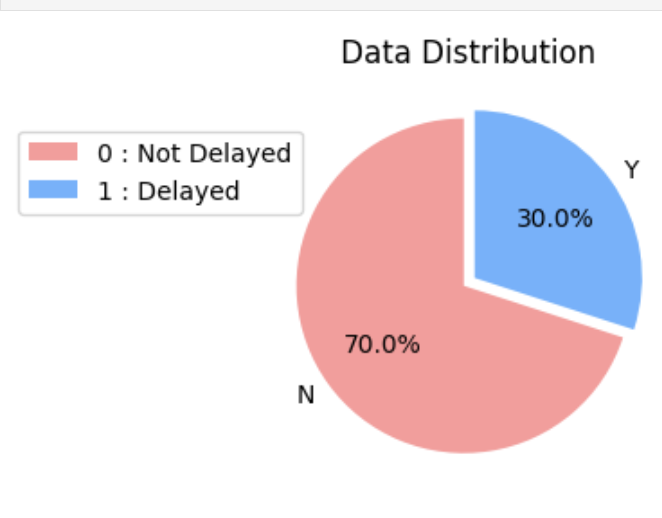 Data Distribution
0 : Not Delayed
1 : Delayed
Y
30.0%
70.0%
N